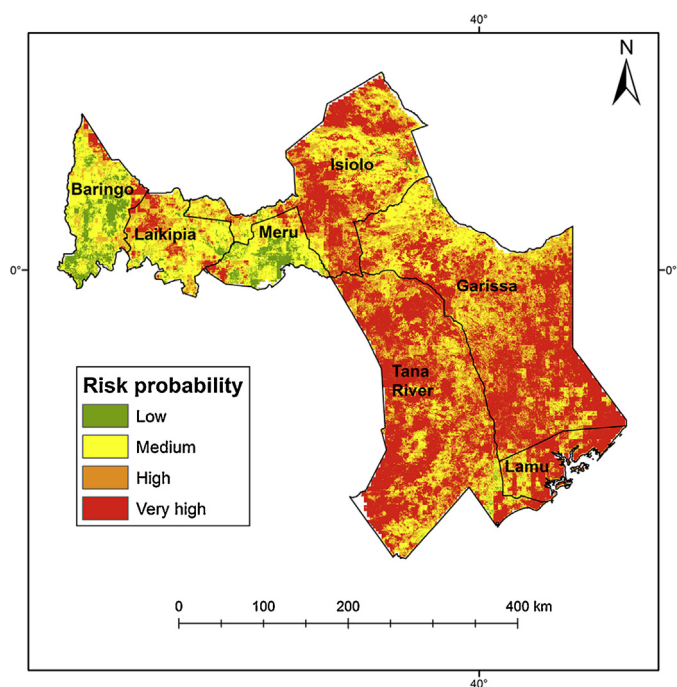 40°
N
Isiolo
Baringo
Laikipia
Meru
0°
0°
Garissa
Tana
River
Risk probability
Low
Medium
High
Very high
Lamu
0 100 200 400 km
40°